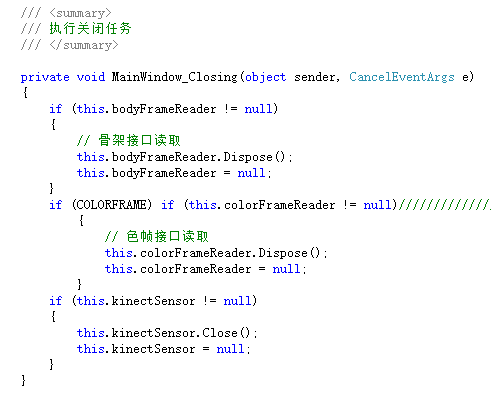 /// <summary>
/// 执行关闭任务
/// </summary>
private void MainWindow_Closing(object sender, CancelEventArgs e)
{
if (this.bodyFrameReader != null)
{
// 骨架接口读取
this.bodyFrameReader.Dispose();
this.bodyFrameReader = null;
}
if (COLORFRAME) if (this.colorFrameReader != null)/////////////
{
// 色帧接口读取
this.colorFrameReader.Dispose();
this.colorFrameReader = null;
}
if (this.kinectSensor != null)
{
this.kinectSensor.Close();
this.kinectSensor = null;
}
}